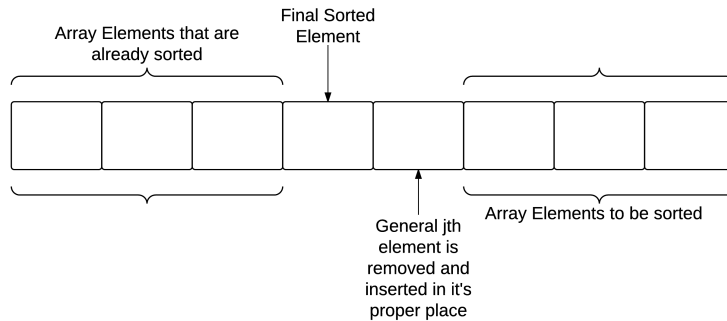 Final Sorted
Element
Array Elements that are
already sorted
Array Elements to be sorted
General jth
element is
removed and
inserted in it's
proper place